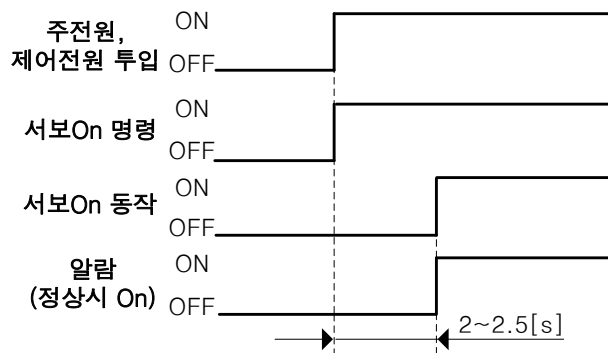 주전원,
제어전원 투입
ON
OFF
서보On 명령
ON
OFF
서보On 동작
ON
OFF
알람
(정상시 On)
ON
OFF
2~2.5[s]